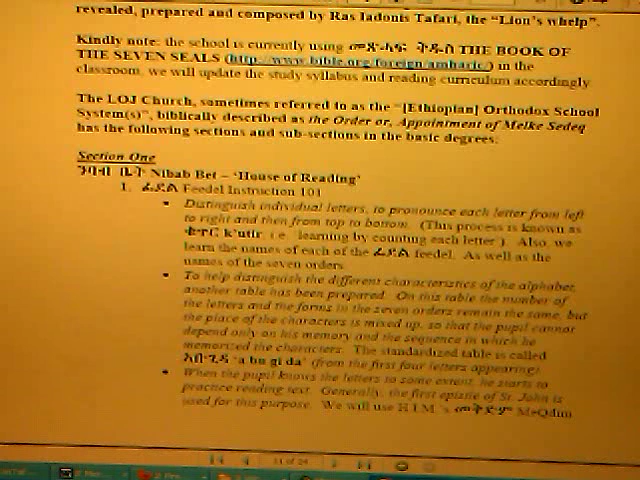 revealed, prepared and composed by Ras Iadonis Tafari, the "Lion's whelp".
Kindly note: the school is currently using መጽሐፍ ቅዱስ THE BOOK OF
THE SEVEN SEALS (http://www.bible.org/foreign/amharic/) in the
classroom, we will update the study syllabus and reading curriculum accordingly
The LOJ Church, sometimes referred to as the "[Ethiopian] Orthodox School
System(s)", biblically described as the Order or, Appointment of Melke Sedeq
has the following sections and sub-sections in the basic degrees:
Section One
ንባብ ቤት Nibab Bet – 'House of Reading'
1. ፊደል Feedel Instruction 101
• Distinguish individual letters, to pronounce each letter from left
to right and then from top to bottom. (This process is known as
ቁጥር k'utir i.e. learning by counting each letter). Also, we
learn the names of each of the ፊደል feedel. As well as the
names of the seven orders.
• To help distinguish the different characteristics of the alphabet,
another table has been prepared. On this table the number of
the letters and the forms in the seven orders remain the same, but
the place of the characters is mixed up, so that the pupil cannot
depend only on his memory and the sequence in which he
memorized the characters. The standardized table is called
አቡጊዳ 'a bu gi da' (from the first four letters appearing)
• When the pupil knows the letters to some extent, he starts to
practice reading text. Generally, the first epistle of St. John is
used for this purpose. We will use H.I.M.'s መቅድም MeQdim